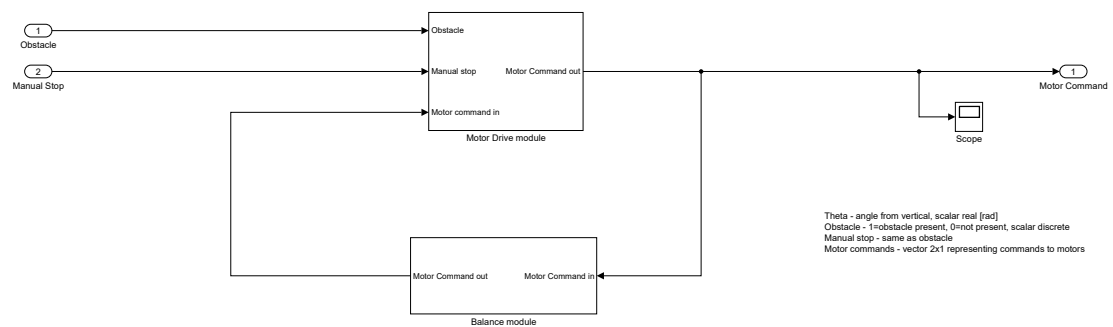 1
Obstacle
2
Manual Stop
Obstacle
Manual stop
Motor Command out
Motor command in
Motor Drive module
1
Motor Command
Scope
Theta - angle from vertical, scalar real [rad]
Obstacle - 1=obstacle present, 0=not present, scalar discrete
Manual stop - same as obstacle
Motor commands - vector 2x1 representing commands to motors
Motor Command out
Motor Command in
Balance module